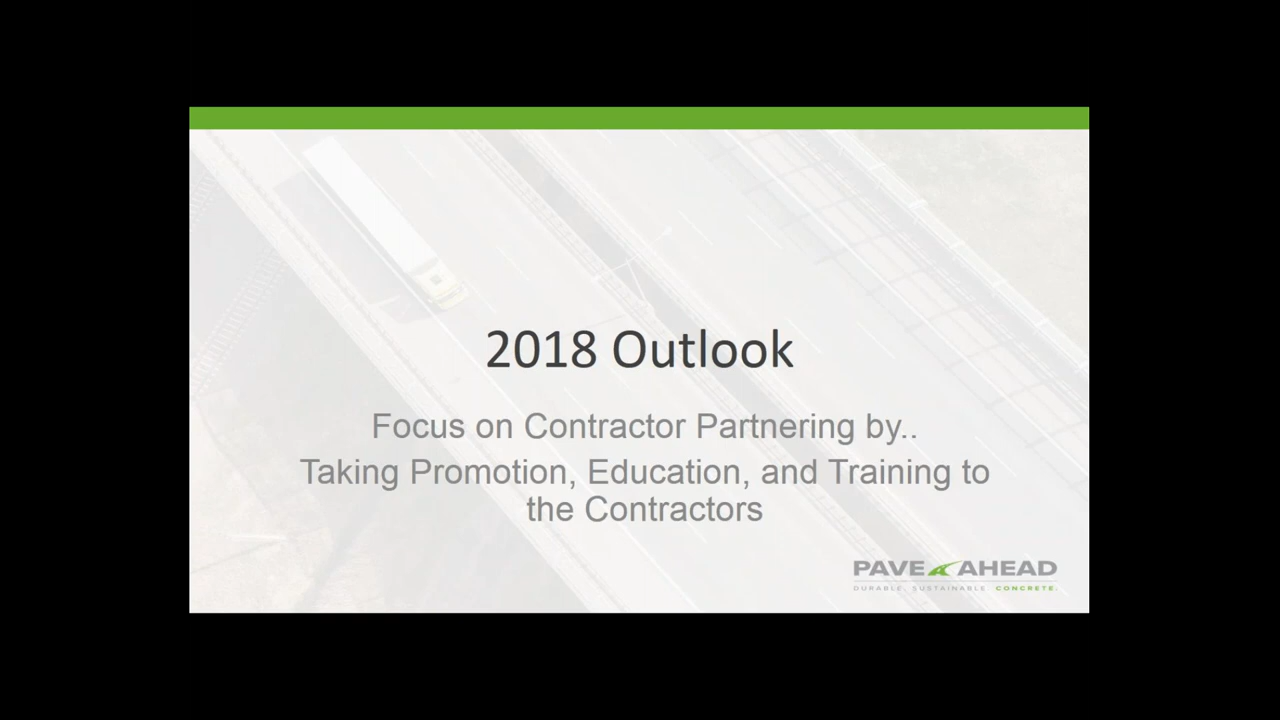 2018 Outlook
Focus on Contractor Partnering by..
Taking Promotion, Education, and Training to
the Contractors
PAVE AHEAD
DURABLE. SUSTAINABLE. CONCRETE.